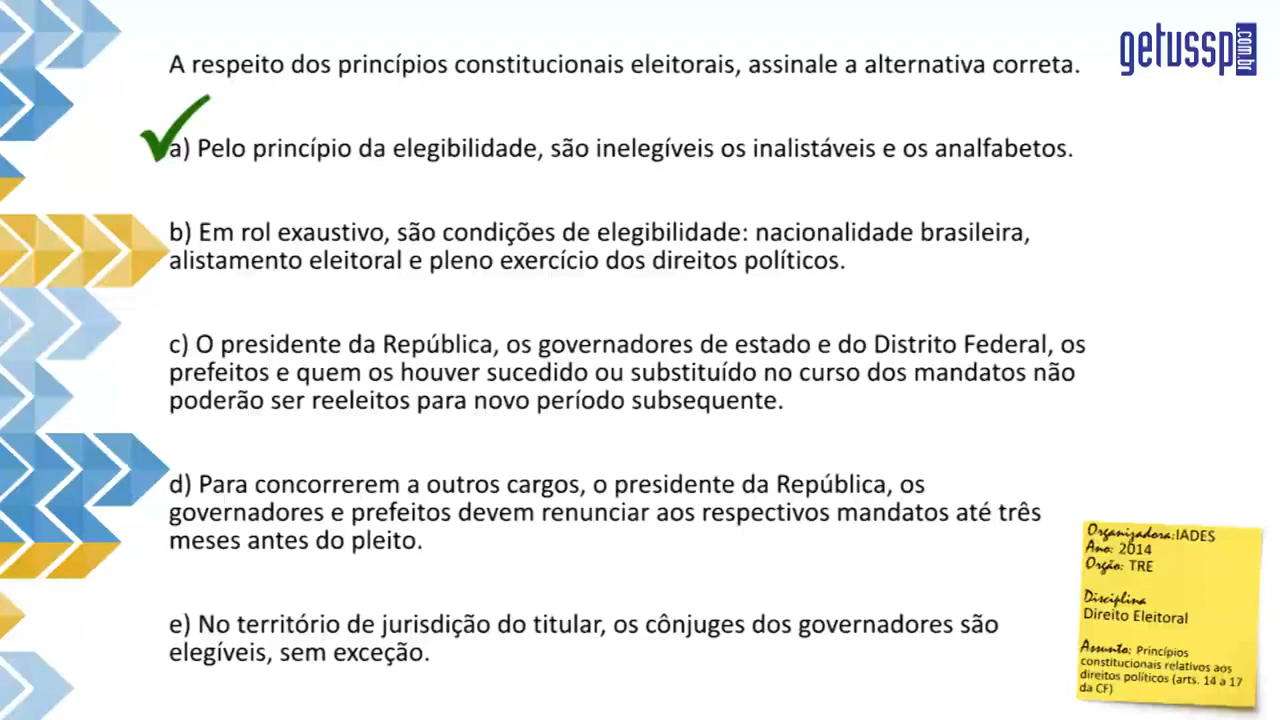 getussp.com.br
A respeito dos princípios constitucionais eleitorais, assinale a alternativa correta.
a) Pelo princípio da elegibilidade, são inelegíveis os inalistáveis e os analfabetos.
b) Em rol exaustivo, são condições de elegibilidade: nacionalidade brasileira,
alistamento eleitoral e pleno exercício dos direitos políticos.
c) O presidente da República, os governadores de estado e do Distrito Federal, os
prefeitos e quem os houver sucedido ou substituído no curso dos mandatos não
poderão ser reeleitos para novo período subsequente.
d) Para concorrerem a outros cargos, o presidente da República, os
governadores e prefeitos devem renunciar aos respectivos mandatos até três
meses antes do pleito.
e) No território de jurisdição do titular, os cônjuges dos governadores são
elegíveis, sem exceção.
Organizadora:IADES
Ano: 2014
Orgão: TRE
Disciplina
Direito Eleitoral
Assunto: Princípios
constitucionais relativos aos
direitos políticos (arts. 14 a 17
da CF)